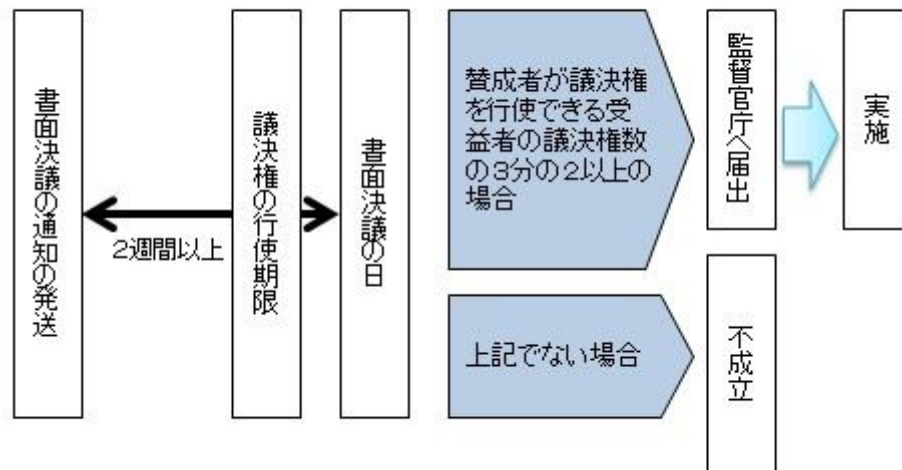 書面決議の通知の発送
2週間以上
議決権の行使期限
書面決議の日
賛成者が議決権
を行使できる受
益者の議決権数
の3分の2以上の
場合
監督官庁へ届出
実施
上記でない場合
不成立